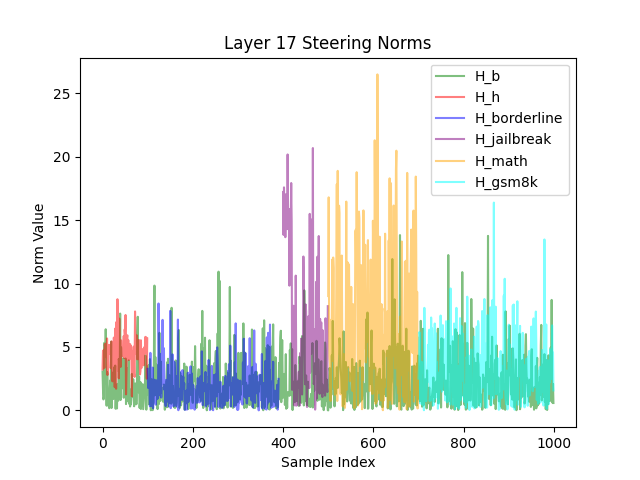 Layer 17 Steering Norms
H_b
H_h
H_borderline
H_jailbreak
H_math
H_gsm8k
Norm Value
25
20
15
10
5
0
0 200 400 600 800 1000
Sample Index